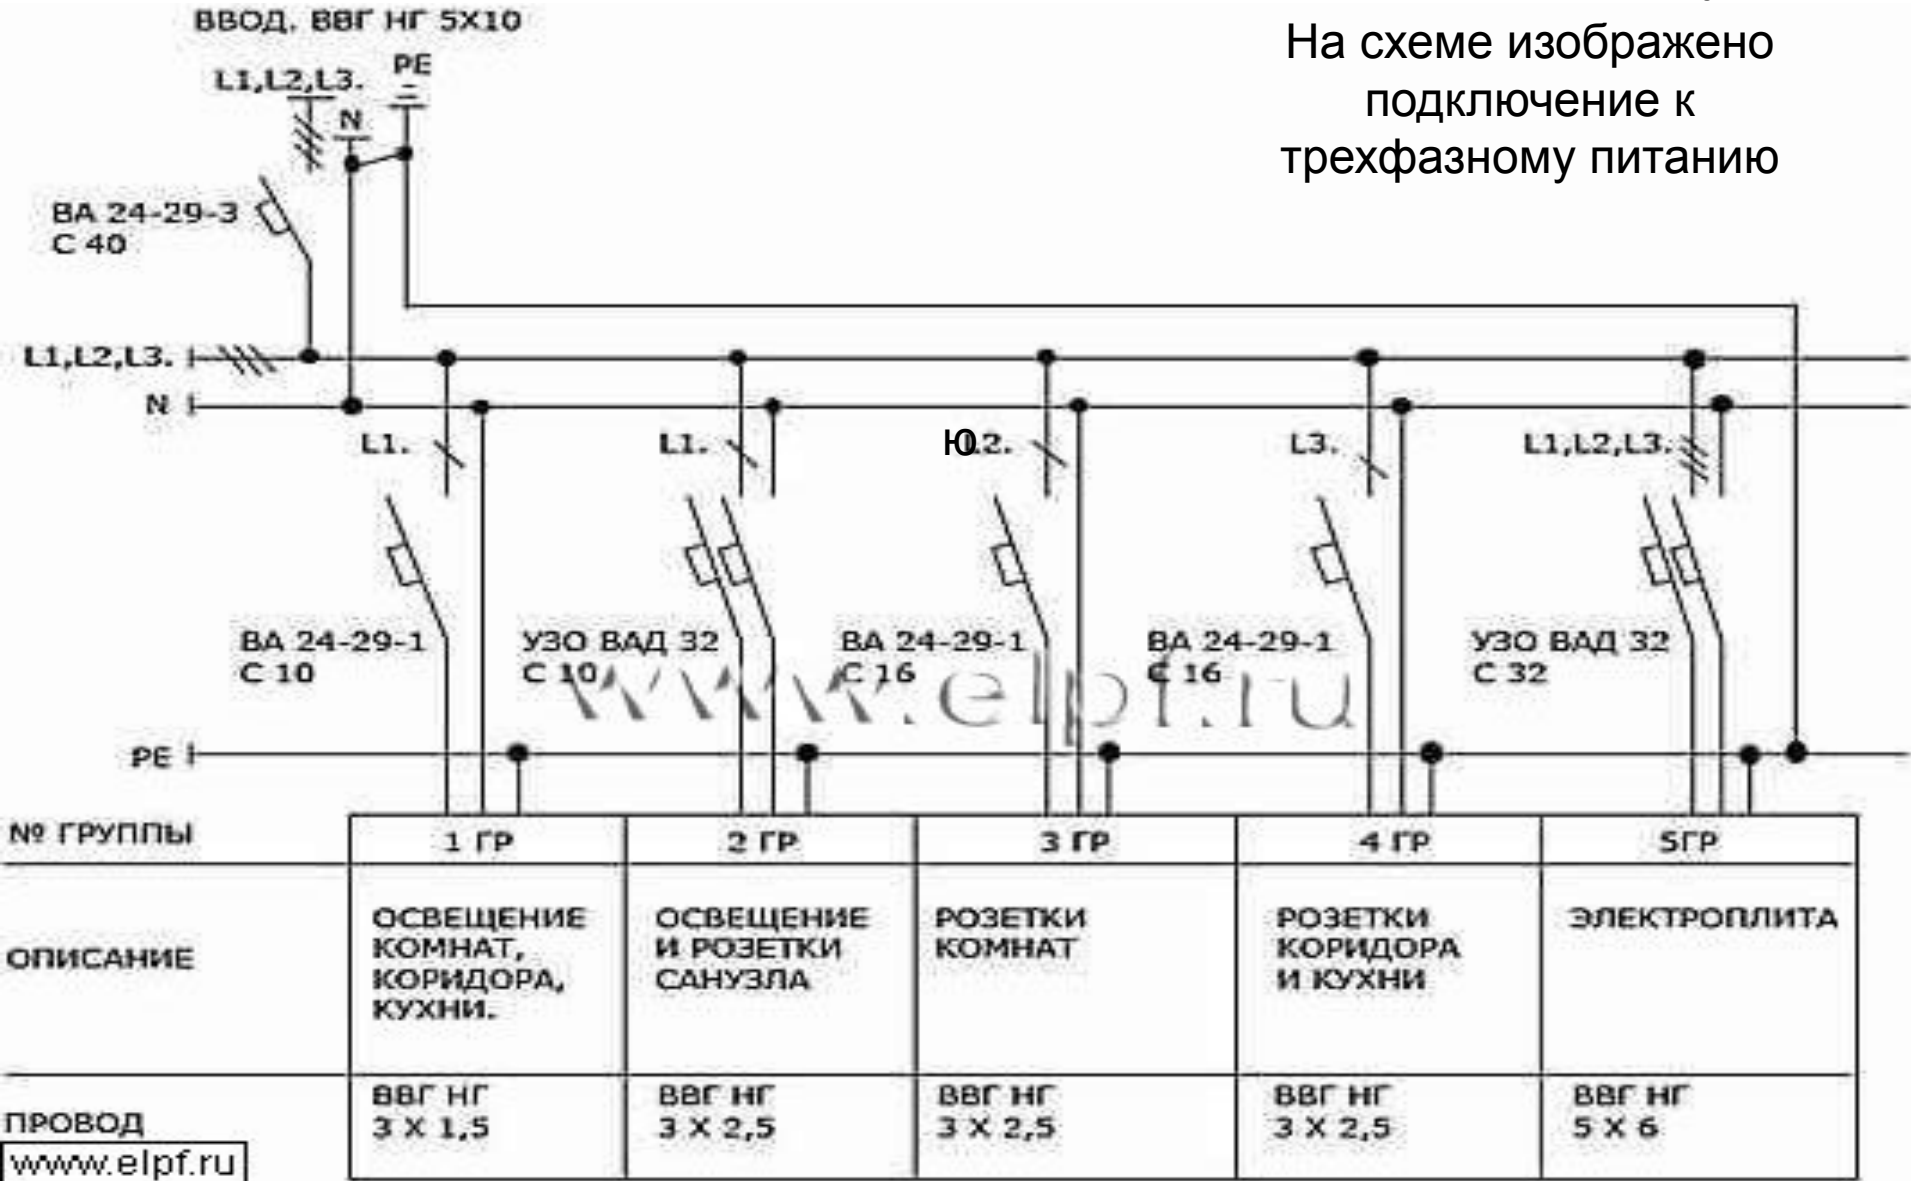 ВВОД. ВВГ НГ 5Х10
На схеме изображено
подключение к
трехфазному питанию
L1,L2,L3.
PE
N
ВА 24-29-3
С 40
L1,L2,L3.
N
L1.
L1.
ю
L2.
L3.
L1,L2,L3.
ВА 24-29-1
С 10
УЗО ВАД 32
С 10
ВА 24-29-1
С 16
ВА 24-29-1
С 16
УЗО ВАД 32
С 32
www.elpf.ru
PE
№ ГРУППЫ
1 ГР
2 ГР
3 ГР
4 ГР
5ГР
ОПИСАНИЕ
ОСВЕЩЕНИЕ
КОМНАТ,
КОРИДОРА,
КУХНИ.
ОСВЕЩЕНИЕ
И РОЗЕТКИ
САНУЗЛА
РОЗЕТКИ
КОМНАТ
РОЗЕТКИ
КОРИДОРА
И КУХНИ
ЭЛЕКТРОПЛИТА
ПРОВОД
ВВГ НГ
3 Х 1,5
ВВГ НГ
3 Х 2,5
ВВГ НГ
3 Х 2,5
ВВГ НГ
3 Х 2,5
ВВГ НГ
5 Х 6
www.elpf.ru